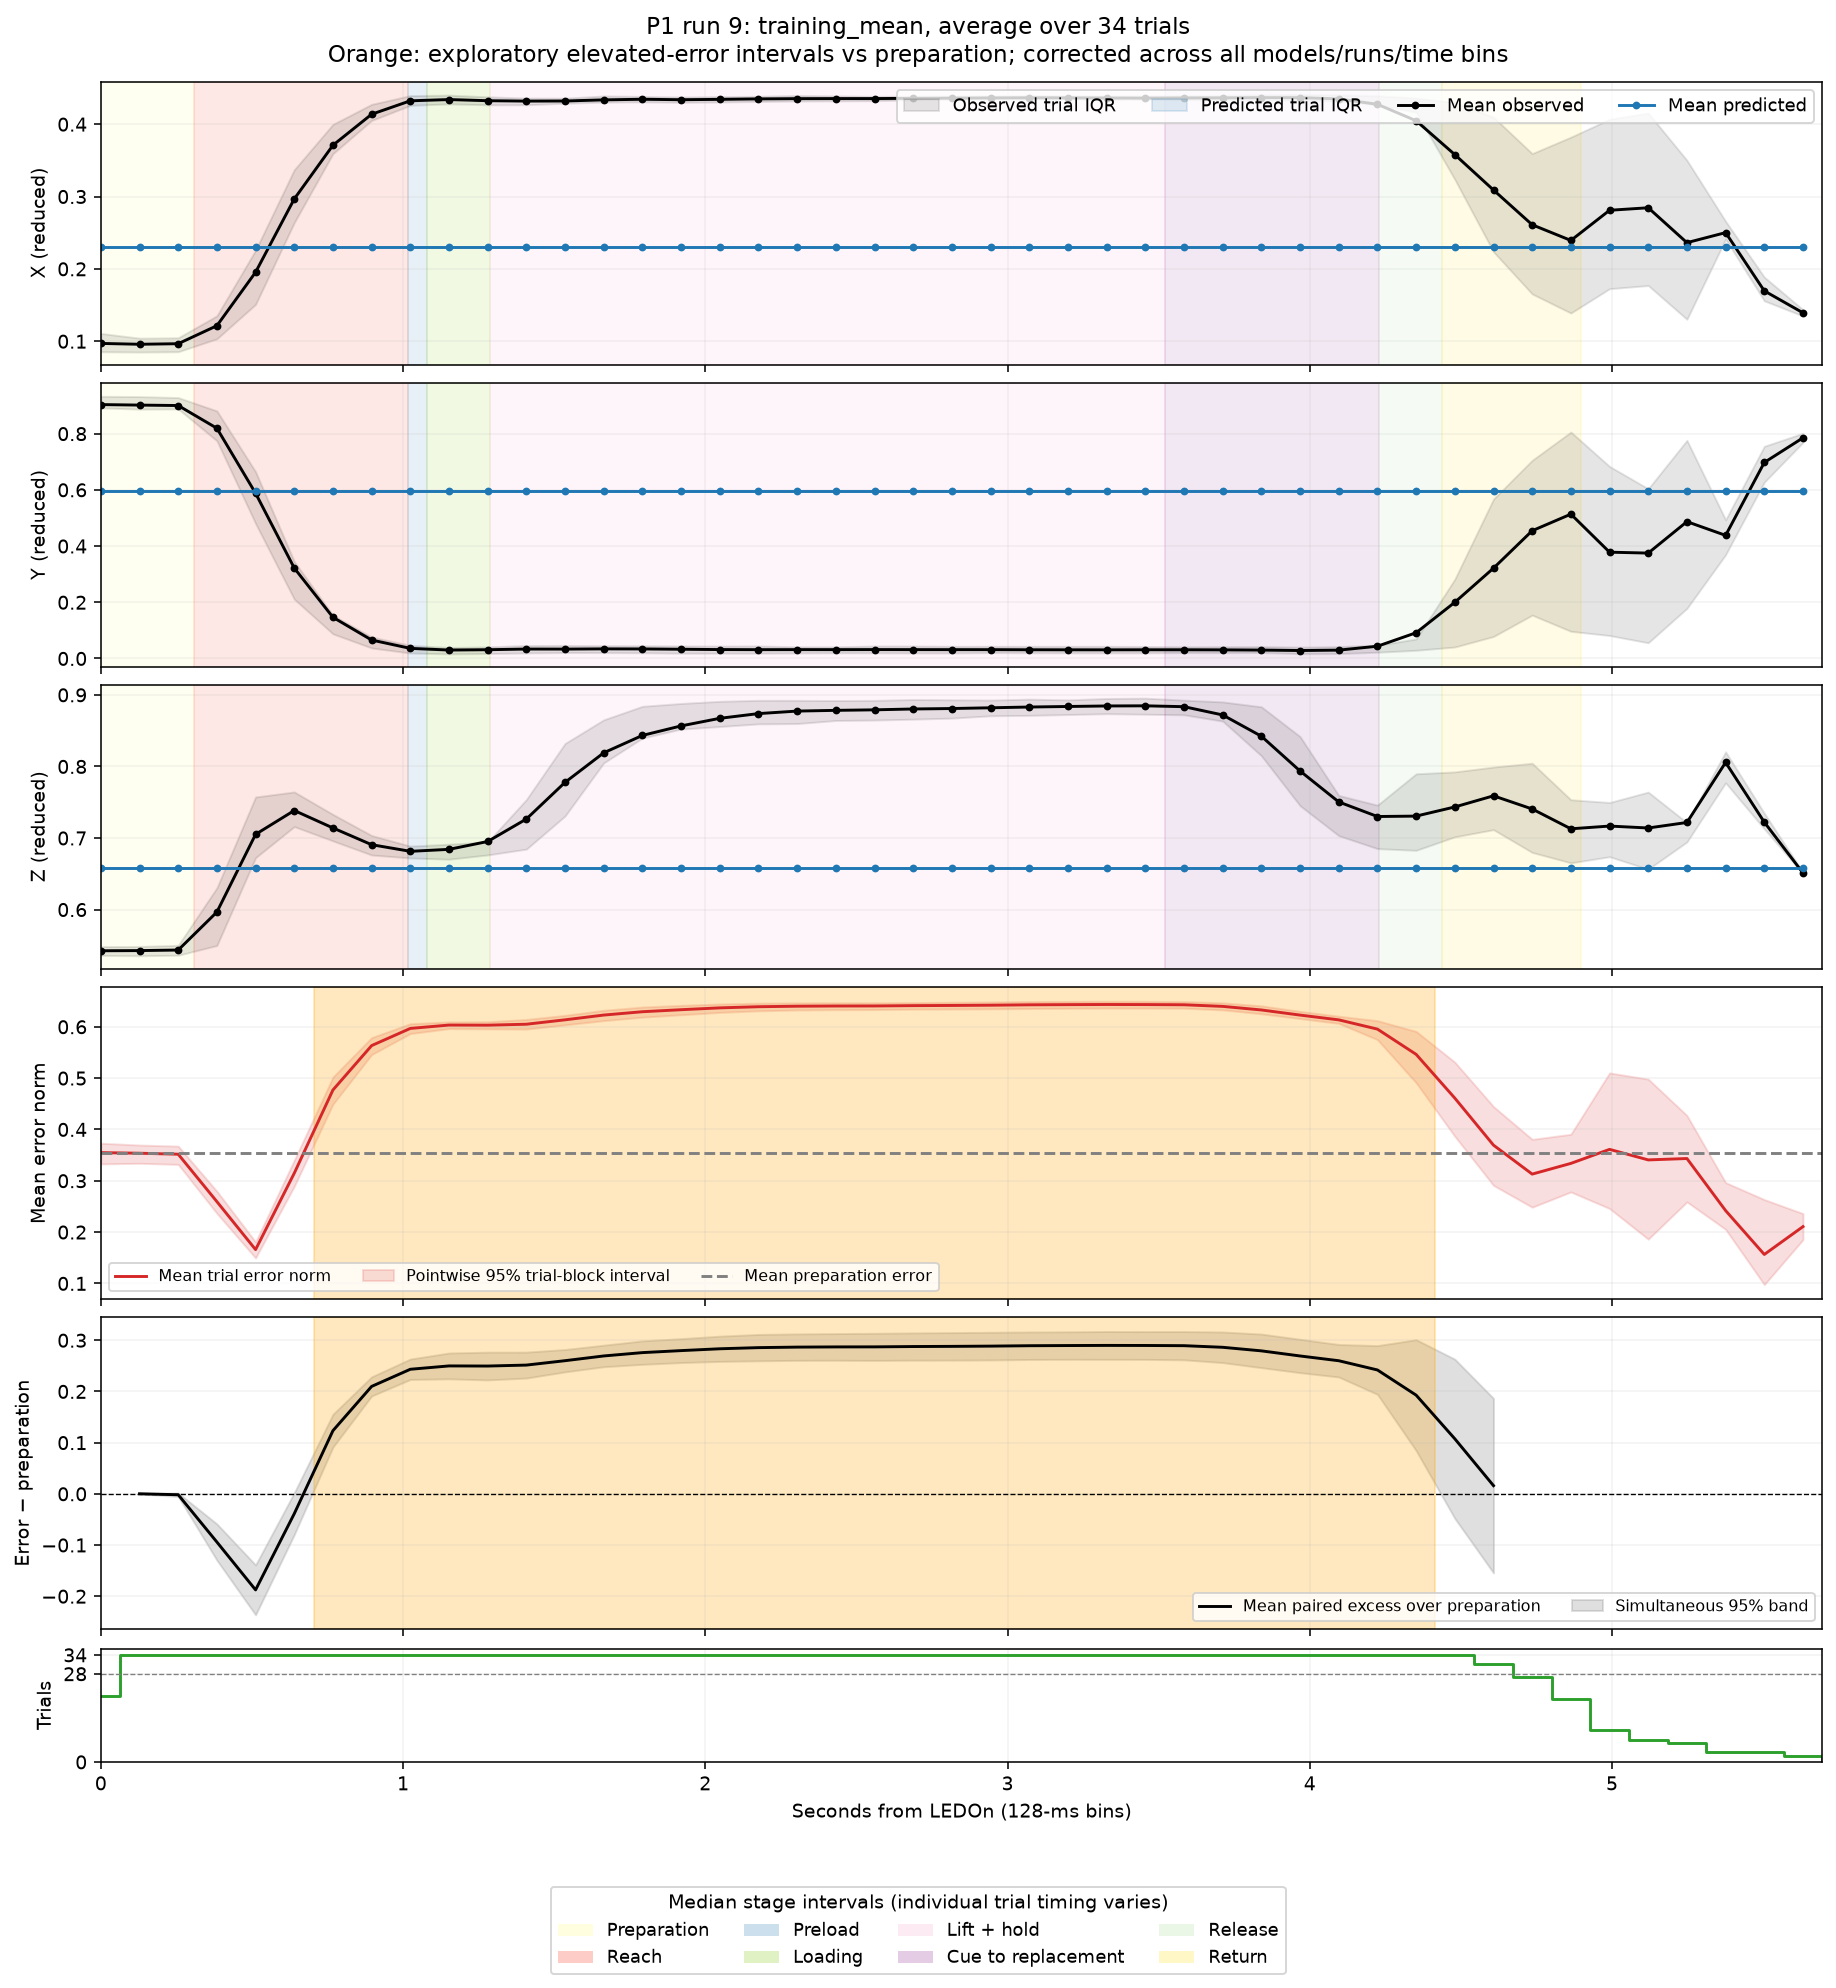 P1 run 9: training_mean, average over 34 trials
Orange: exploratory elevated-error intervals vs preparation; corrected across all models/runs/time bins
Observed trial IQR
Predicted trial IQR
Mean observed
Mean predicted
X (reduced)
0.4
0.3
0.2
0.1
Y (reduced)
0.8
0.6
0.4
0.2
0.0
Z (reduced)
0.9
0.8
0.7
0.6
Mean error norm
0.6
0.5
0.4
0.3
0.2
0.1
Mean trial error norm
Pointwise 95% trial-block interval
Mean preparation error
Error − preparation
0.3
0.2
0.1
0.0
−0.1
−0.2
Mean paired excess over preparation
Simultaneous 95% band
Trials
34
28
0
0 1 2 3 4 5
Seconds from LEDOn (128-ms bins)
Median stage intervals (individual trial timing varies)
Preparation Preload Lift + hold Release
Reach Loading Cue to replacement Return